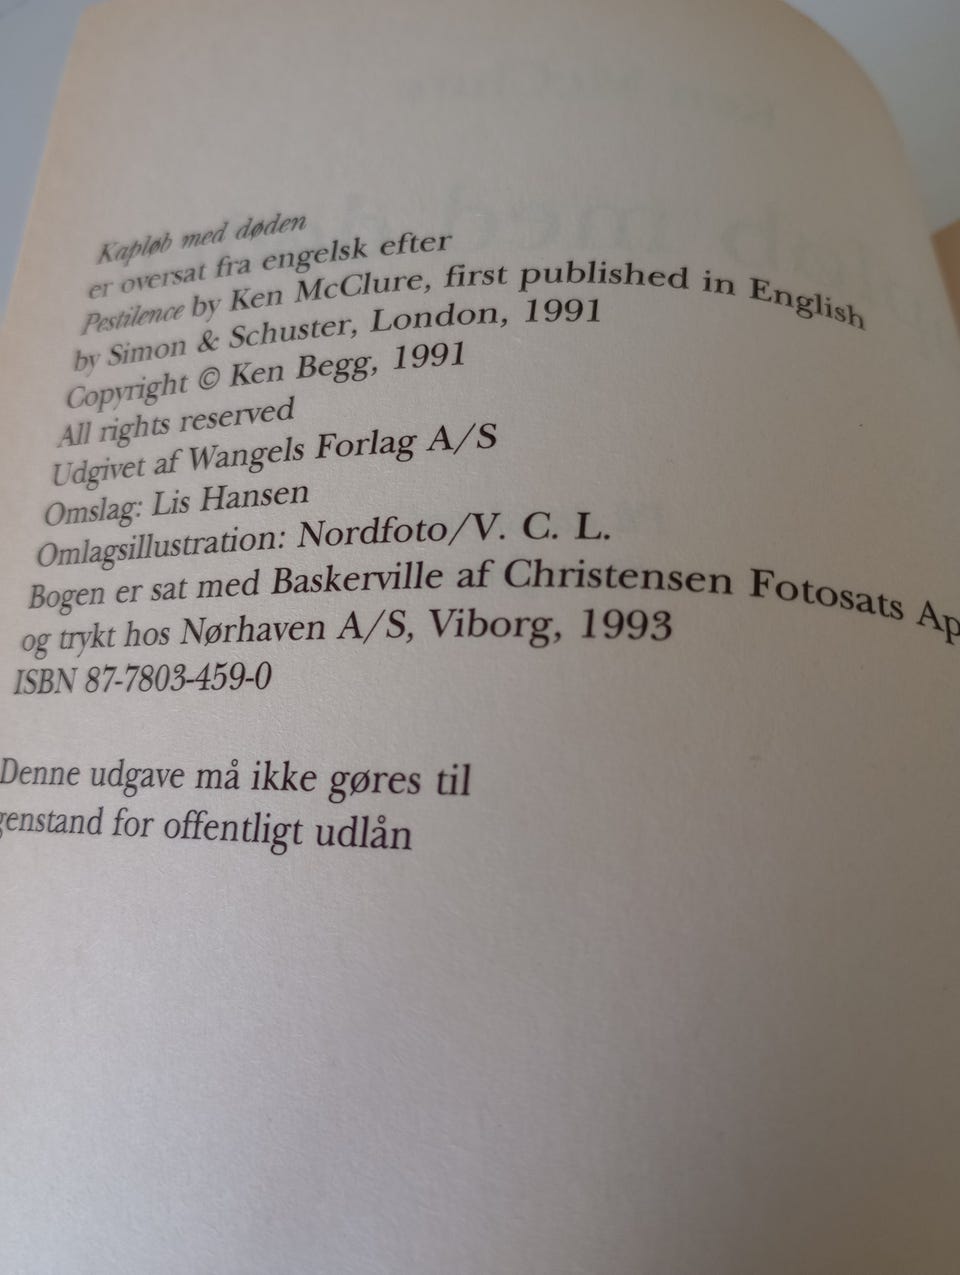 Kapløb med døden
er oversat fra engelsk efter
Pestilence by Ken McClure, first published in English
by Simon & Schuster, London, 1991
Copyright © Ken Begg, 1991
All rights reserved
Udgivet af Wangels Forlag A/S
Omslag: Lis Hansen
Omlagsillustration: Nordfoto/V. C. L.
Bogen er sat med Baskerville af Christensen Fotosats Ap
og trykt hos Nørhaven A/S, Viborg, 1993
ISBN 87-7803-459-0
Denne udgave må ikke gøres til
genstand for offentligt udlån